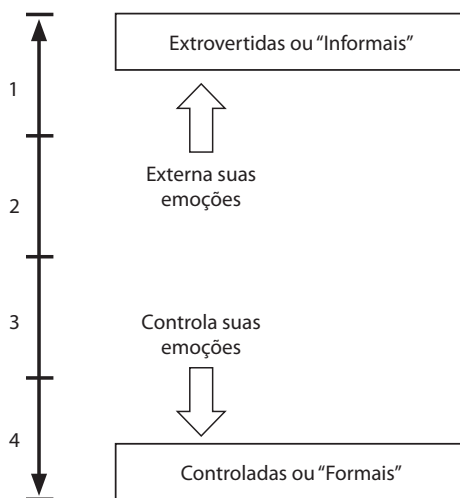 Extrovertidas ou “Informais”
1
Externa suas
emoções
2
3
Controla suas
emoções
4
Controladas ou “Formais”